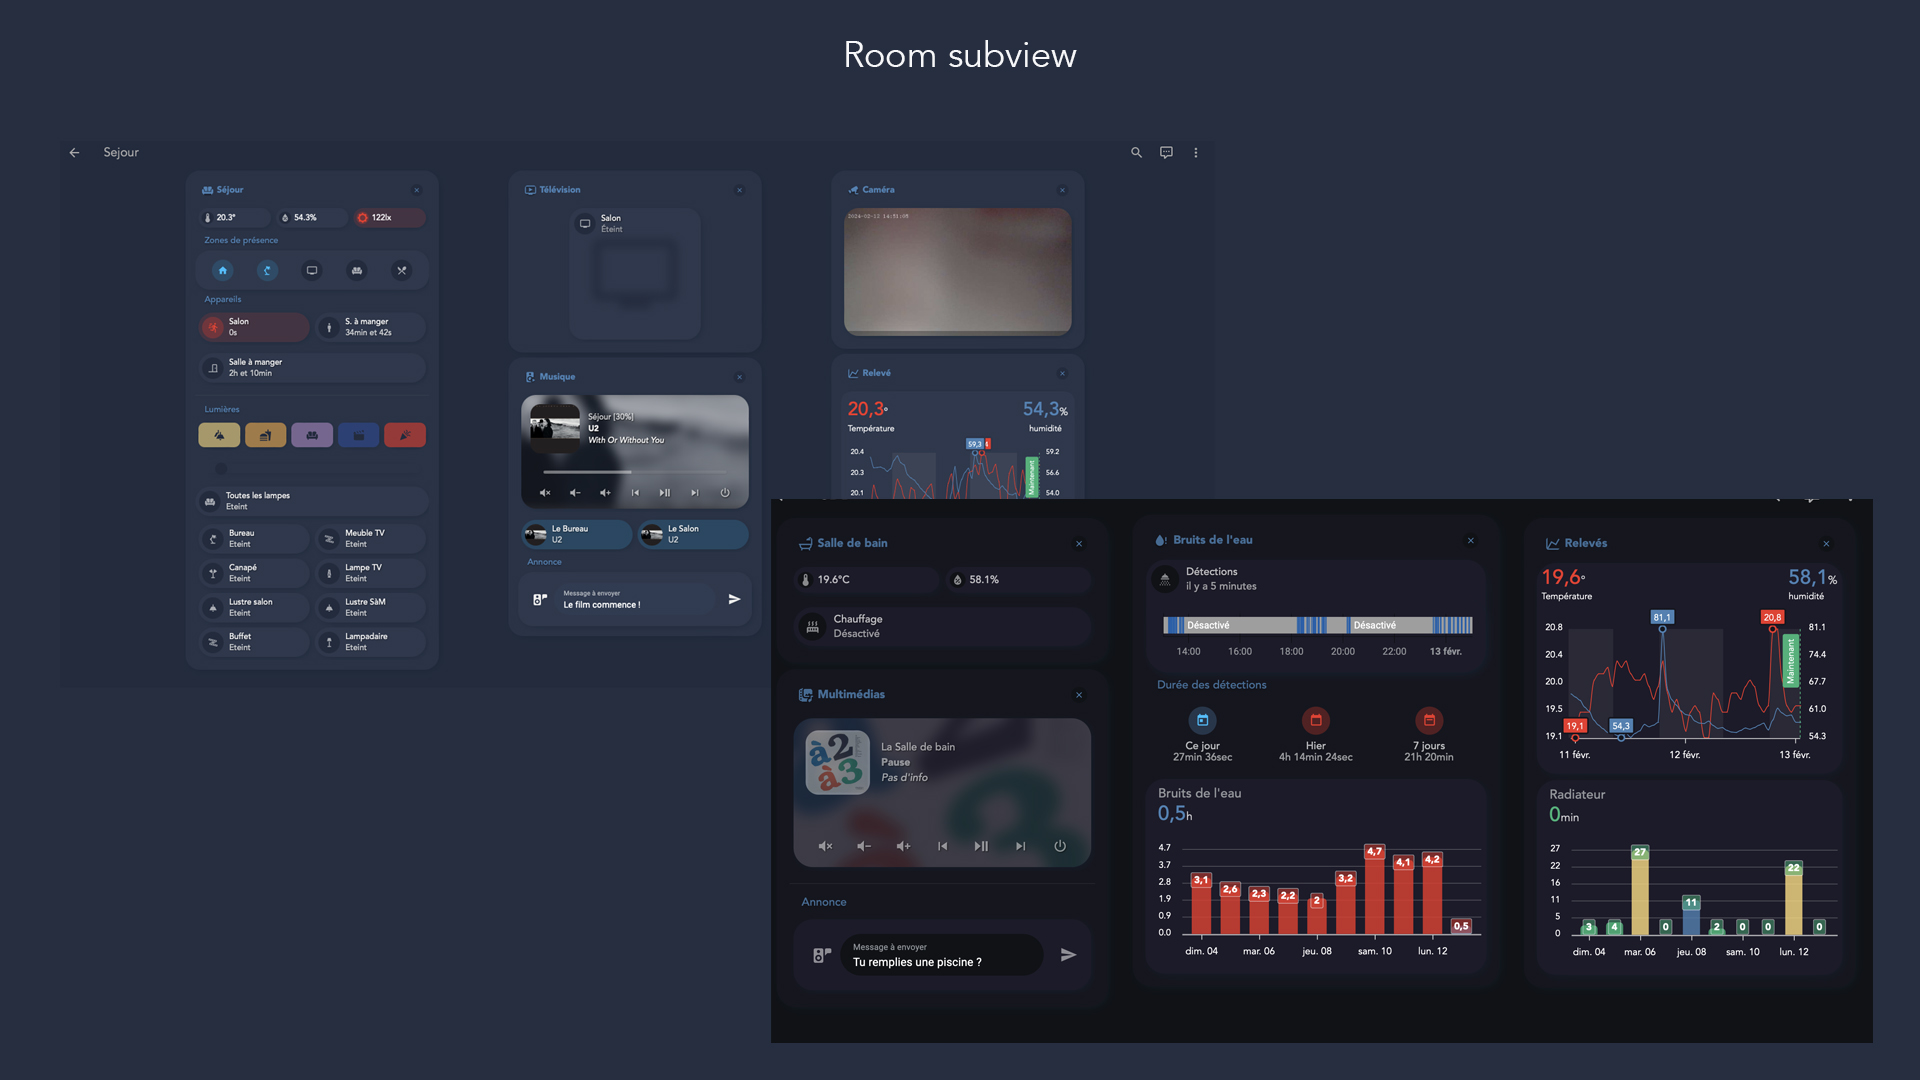 Room subview
Sejour
Séjour
20.3°
54.3%
122lx
Zones de présence
Appareils
Salon
0s
S. à manger
34min et 42s
Salle à manger
2h et 10min
Lumières
Toutes les lampes
Eteint
Bureau
Eteint
Meuble TV
Eteint
Canapé
Eteint
Lampe TV
Eteint
Lustre salon
Eteint
Lustre SàM
Eteint
Buffet
Eteint
Lampadaire
Eteint
Télévision
Salon
Éteint
Musique
Séjour [30%]
U2
With Or Without You
Le Bureau
U2
Le Salon
U2
Annonce
Message à envoyer
Le film commence !
Caméra
2024-02-12 14:51:05
Relevé
20,3°
Température
54,3%
humidité
59,3
20.4
20.3
20.1
59.2
56.6
54.0
Maintenant
Salle de bain
19.6°C
58.1%
Chauffage
Désactivé
Multimédias
à2
à3
La Salle de bain
Pause
Pas d'info
Annonce
Message à envoyer
Tu remplies une piscine ?
Bruits de l'eau
Détections
il y a 5 minutes
Désactivé
Désactivé
14:00 16:00 18:00 20:00 22:00 13 févr.
Durée des détections
Ce jour
27min 36sec
Hier
4h 14min 24sec
7 jours
21h 20min
Bruits de l'eau
0,5h
4.7
3.7
2.8
1.9
0.9
0.0
3,1 2,6 2,3 2,2 2 3,2 4,7 4,1 4,2 0,5
dim. 04 mar. 06 jeu. 08 sam. 10 lun. 12
Relevés
19,6°
Température
58,1%
humidité
20.8
20.4
20.0
19.5
19.1
81,1
20,8
19,1
54,3
Maintenant
81.1
74.4
67.7
61.0
54.3
11 févr. 12 févr. 13 févr.
Radiateur
0min
27
22
16
11
5
0
3 4 27 0 11 2 0 0 22 0
dim. 04 mar. 06 jeu. 08 sam. 10 lun. 12